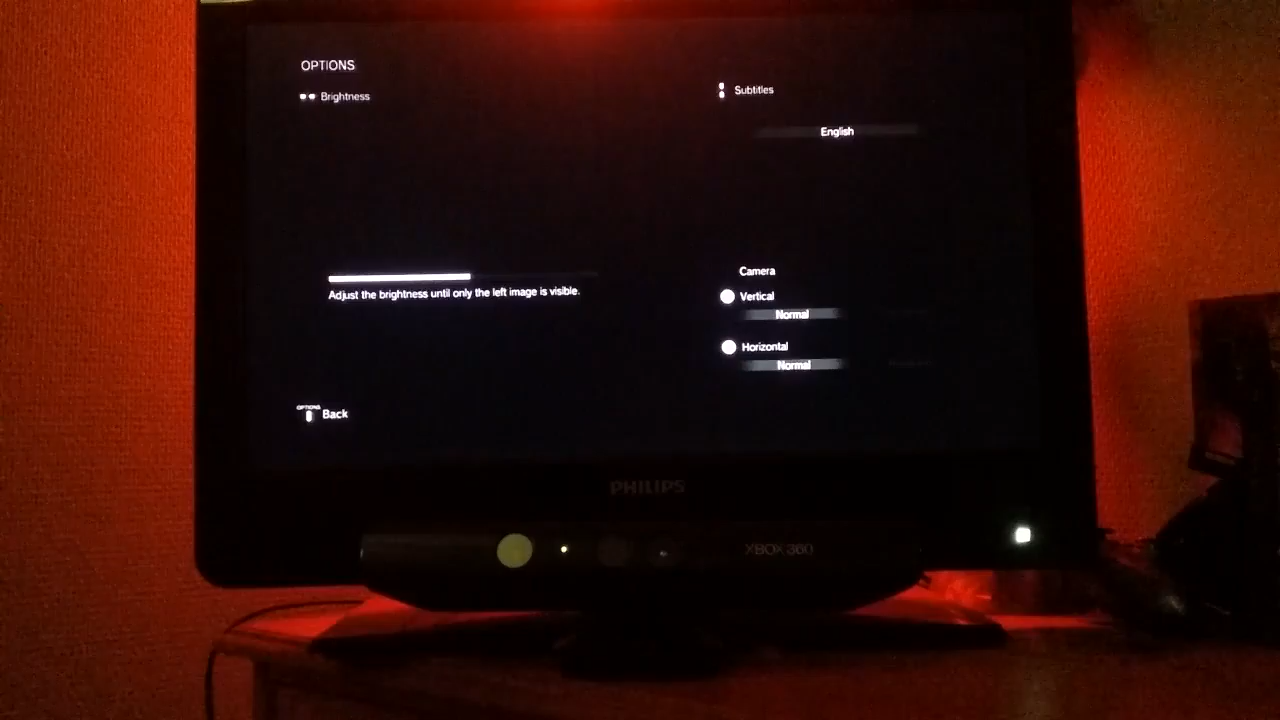 OPTIONS
Brightness
Subtitles
English
Adjust the brightness until only the left image is visible.
Camera
Vertical
Normal
Horizontal
Normal
OPTIONS
Back
PHILIPS
XBOX 360